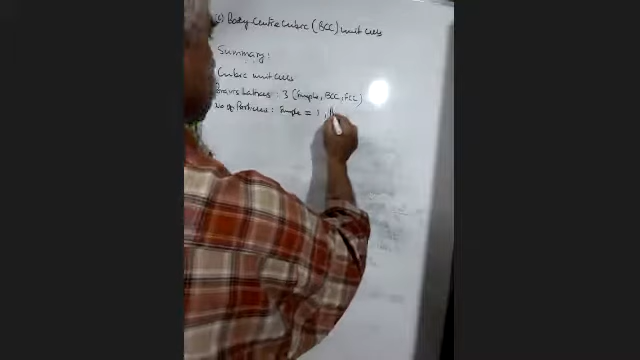 (c) Body Centre Cubic (BCC) unit cells
Summary:
Cubic unit cells
Bravis Lattices: 3 (Simple, BCC, FCC)
No of Particles: Simple = 1, B